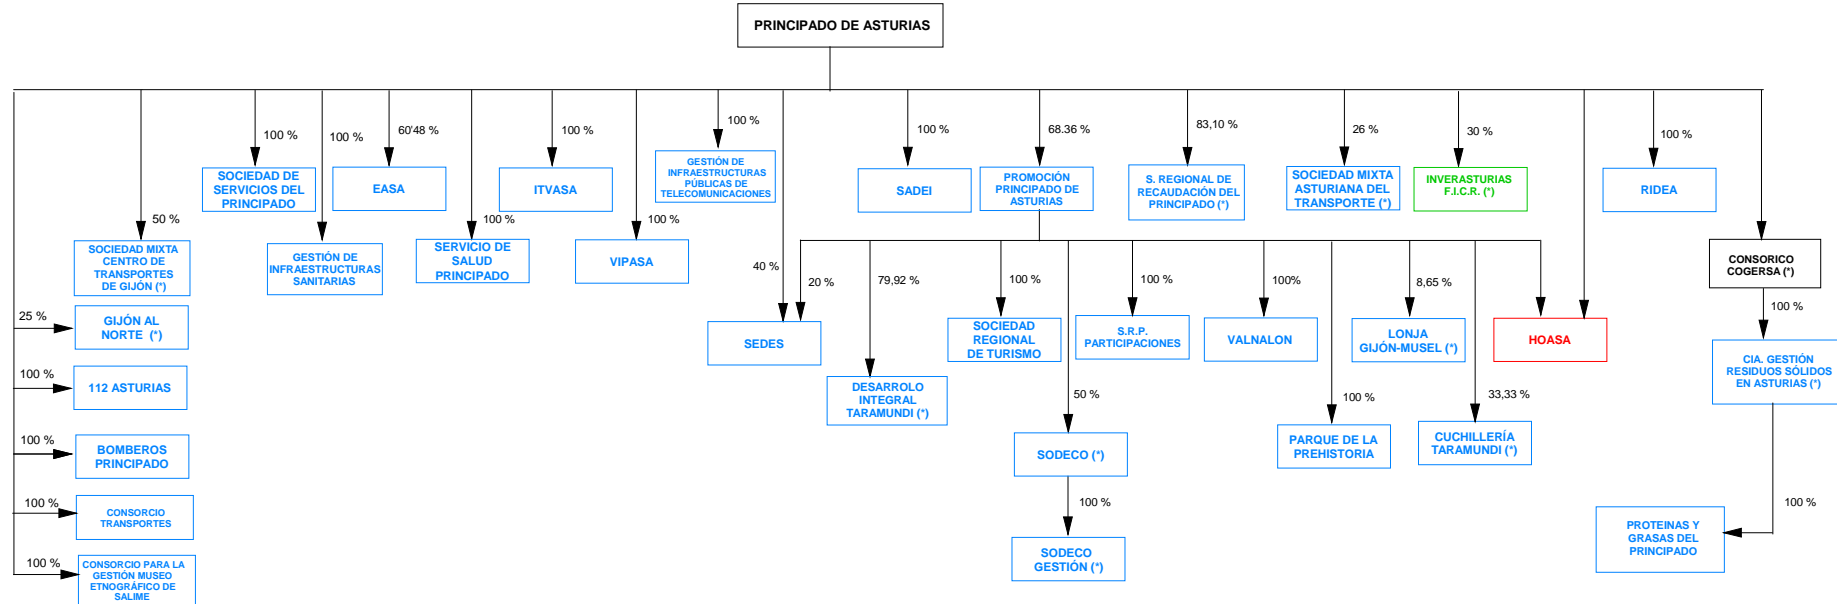 PRINCIPADO DE ASTURIAS
100 %
100 %
60'48 %
100 %
100 %
100 %
68.36 %
83,10 %
26 %
30 %
100 %
SOCIEDAD DE
SERVICIOS DEL
PRINCIPADO
EASA
ITVASA
GESTIÓN DE
INFRAESTRUCTURAS
PÚBLICAS DE
TELECOMUNICACIONES
SADEI
PROMOCIÓN
PRINCIPADO DE
ASTURIAS
S. REGIONAL DE
RECAUDACIÓN DEL
PRINCIPADO (*)
SOCIEDAD MIXTA
ASTURIANA DEL
TRANSPORTE (*)
INVERASTURIAS
F.I.C.R. (*)
RIDEA
50 %
100 %
100 %
SOCIEDAD MIXTA
CENTRO DE
TRANSPORTES
DE GIJÓN (*)
GESTIÓN DE
INFRAESTRUCTURAS
SANITARIAS
SERVICIO DE
SALUD
PRINCIPADO
VIPASA
40 %
20 %
79,92 %
100 %
100 %
100%
8,65 %
CONSORICO
COGERSA (*)
100 %
25 %
GIJÓN AL
NORTE (*)
SEDES
SOCIEDAD
REGIONAL
DE TURISMO
S.R.P.
PARTICIPACIONES
VALNALON
LONJA
GIJÓN-MUSEL (*)
HOASA
CIA. GESTIÓN
RESIDUOS SÓLIDOS
EN ASTURIAS (*)
100 %
112 ASTURIAS
DESARROLO
INTEGRAL
TARAMUNDI (*)
50 %
100 %
33,33 %
100 %
BOMBEROS
PRINCIPADO
SODECO (*)
PARQUE DE LA
PREHISTORIA
CUCHILLERÍA
TARAMUNDI (*)
100 %
CONSORCIO
TRANSPORTES
100 %
100 %
SODECO
GESTIÓN (*)
PROTEINAS Y
GRASAS DEL
PRINCIPADO
100 %
CONSORCIO PARA LA
GESTIÓN MUSEO
ETNOGRÁFICO DE
SALIME